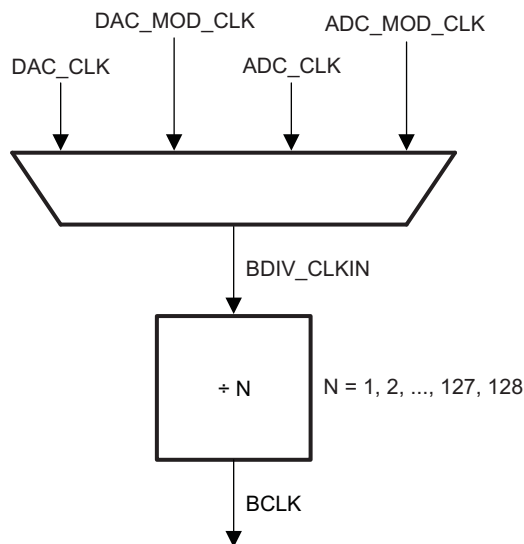 DAC_MOD_CLK
ADC_MOD_CLK
DAC_CLK
ADC_CLK
BDIV_CLKIN
÷ N
N = 1, 2, ..., 127, 128
BCLK